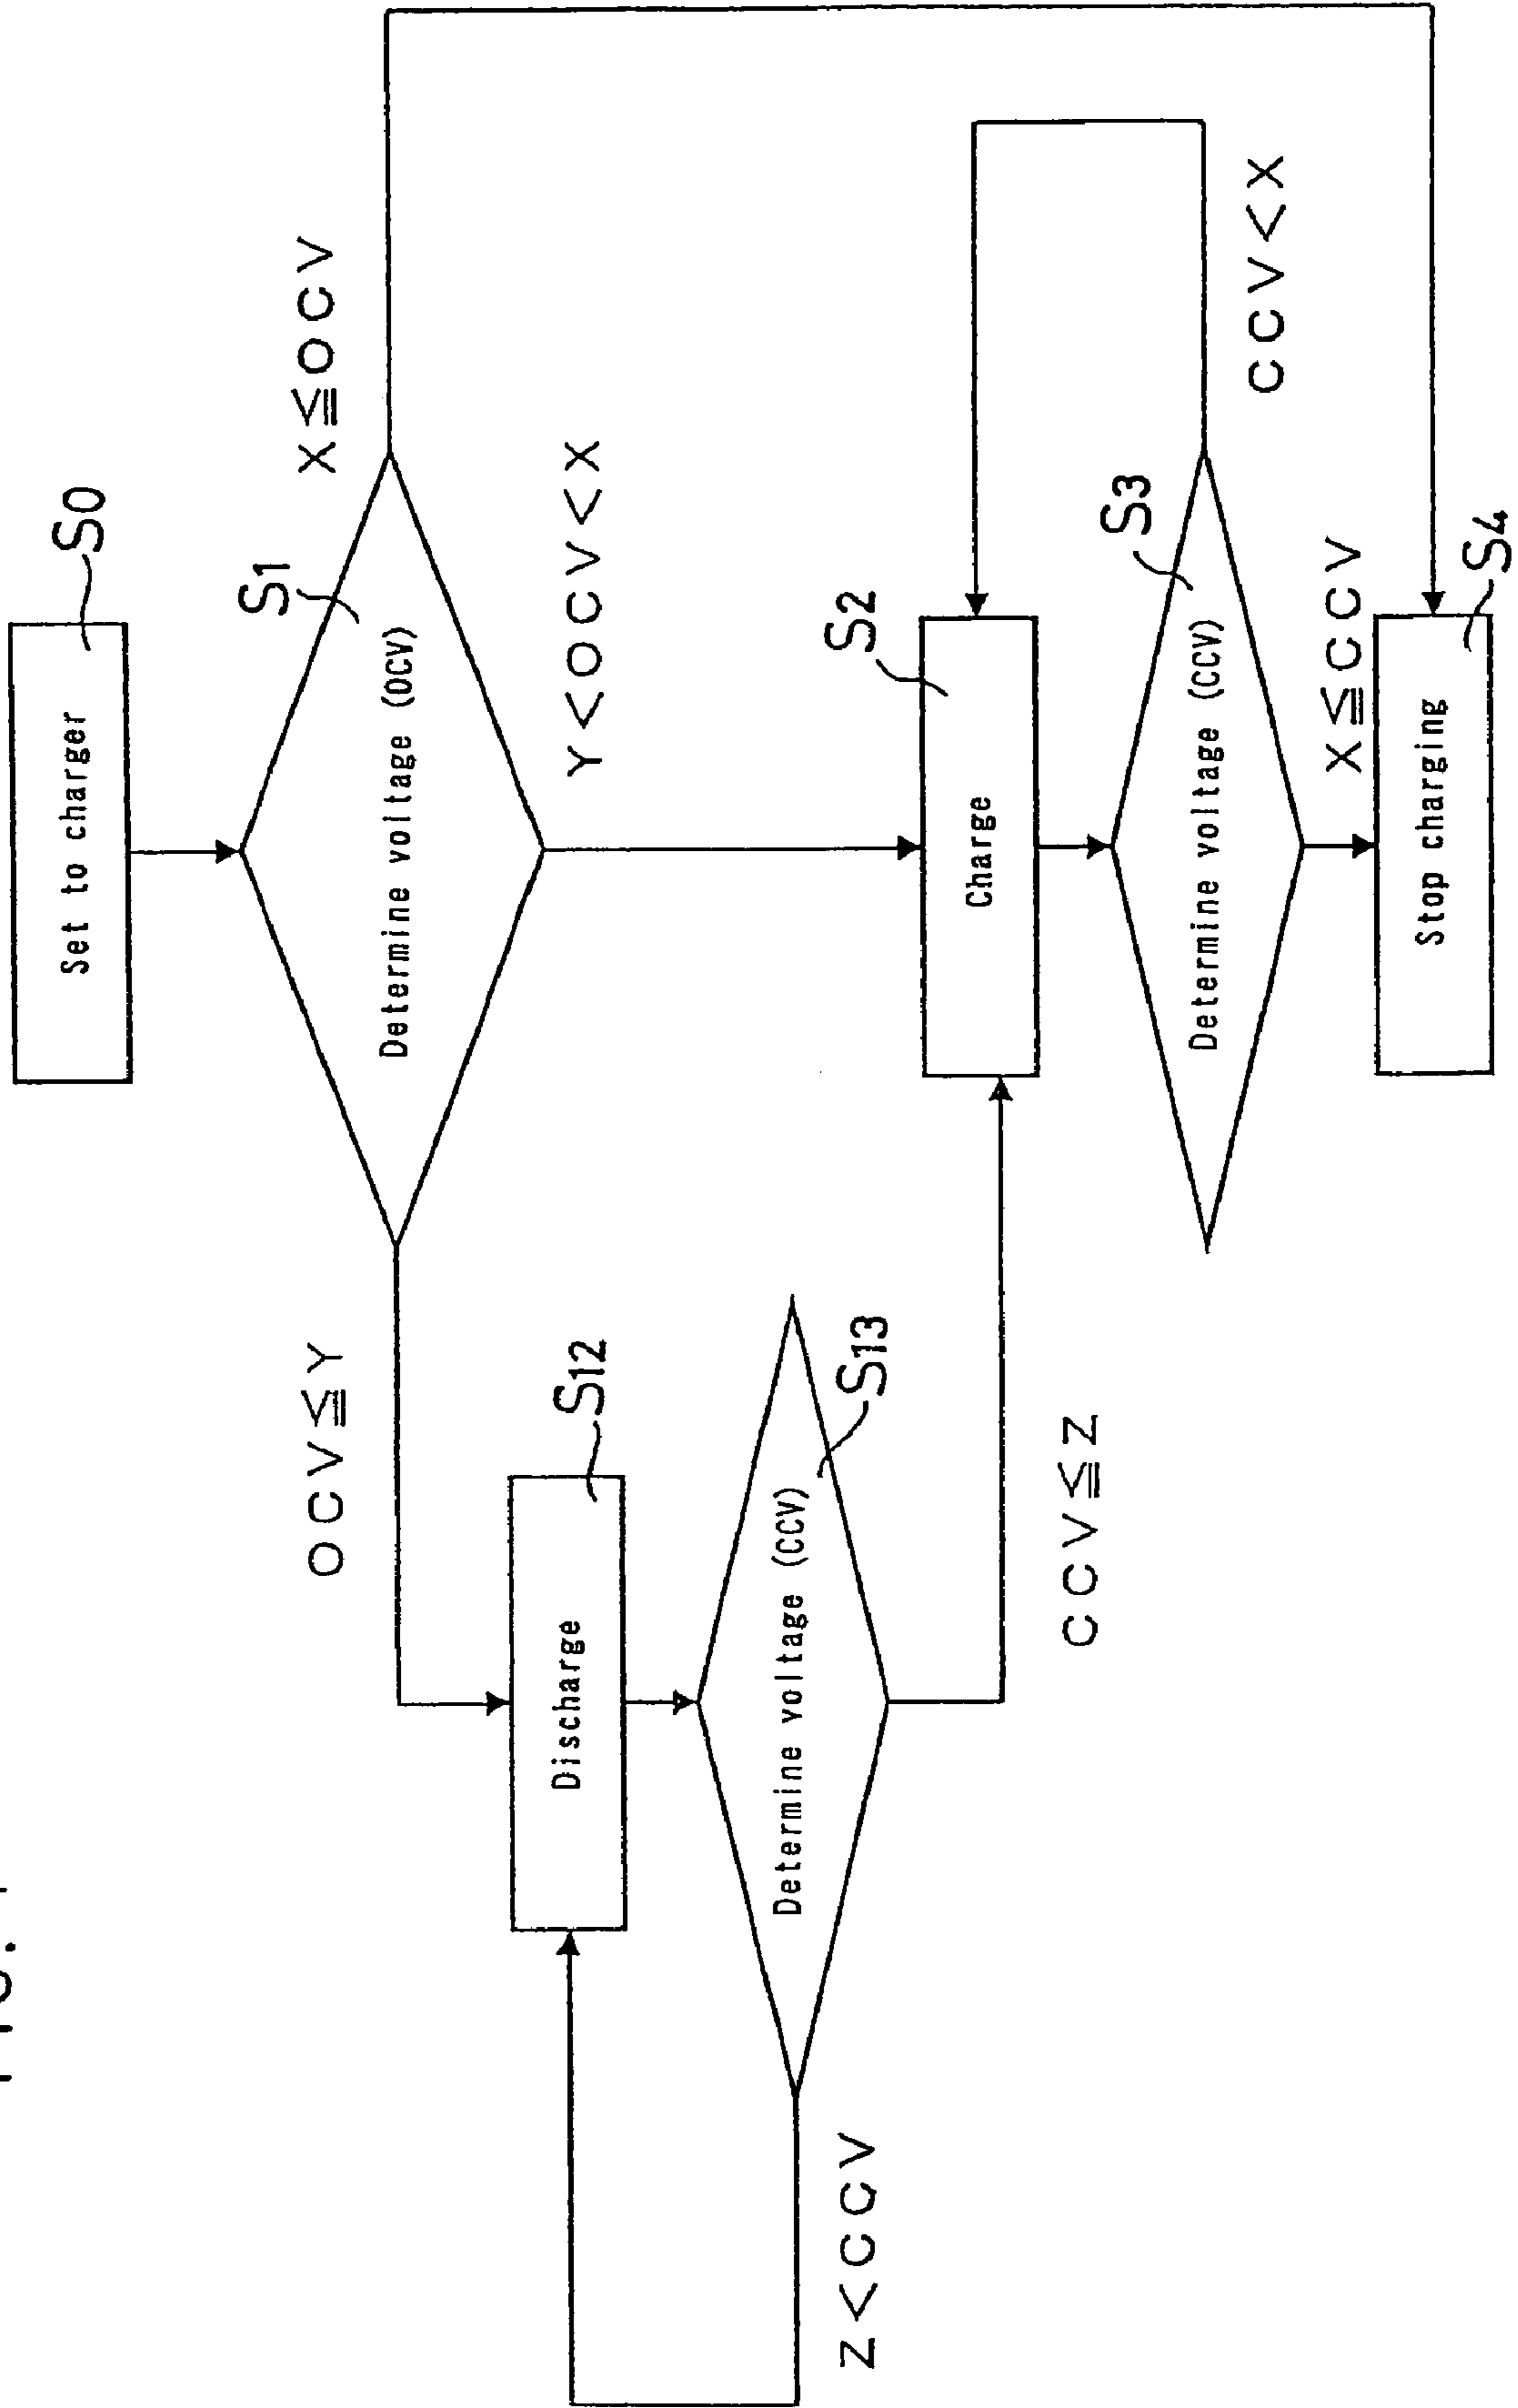 S0
Set to charger
S1
Determine voltage (OCV)
X≦OCV
OCV≦Y
Y<OCV<X
S12
Discharge
S13
Determine voltage (CCV)
Z<CCV
CCV≦Z
S2
Charge
S3
Determine voltage (CCV)
CCV<X
X≦CCV
Stop charging
S4